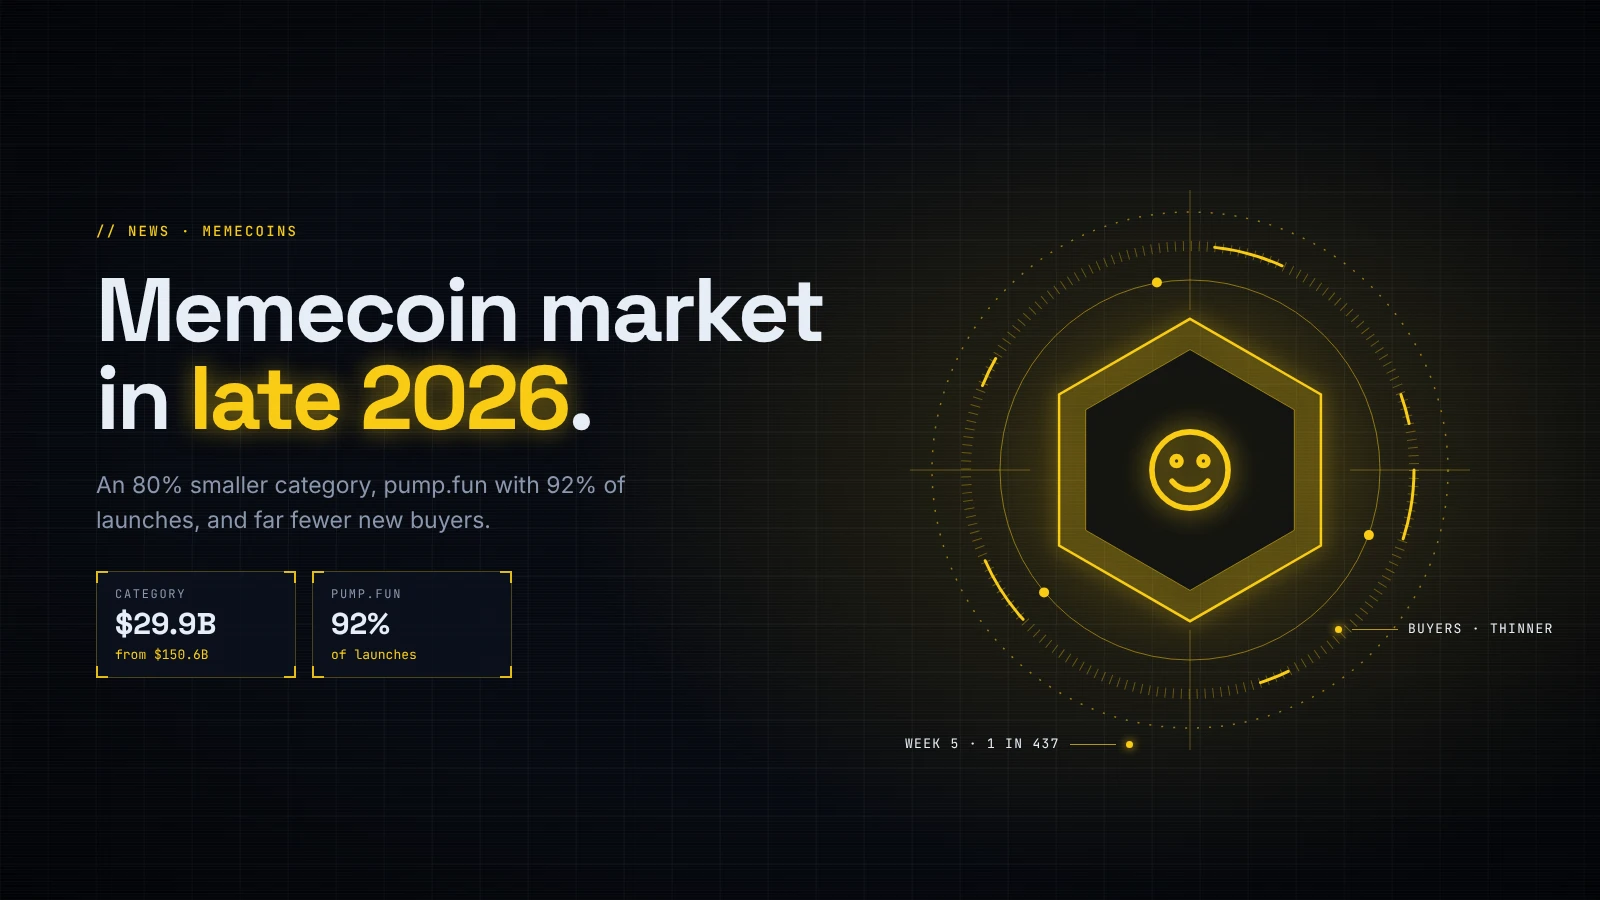 // NEWS · MEMECOINS
Memecoin market
in late 2026.
An 80% smaller category, pump.fun with 92% of
launches, and far fewer new buyers.
CATEGORY
$29.9B
from $150.6B
PUMP.FUN
92%
of launches
BUYERS · THINNER
WEEK 5 · 1 IN 437